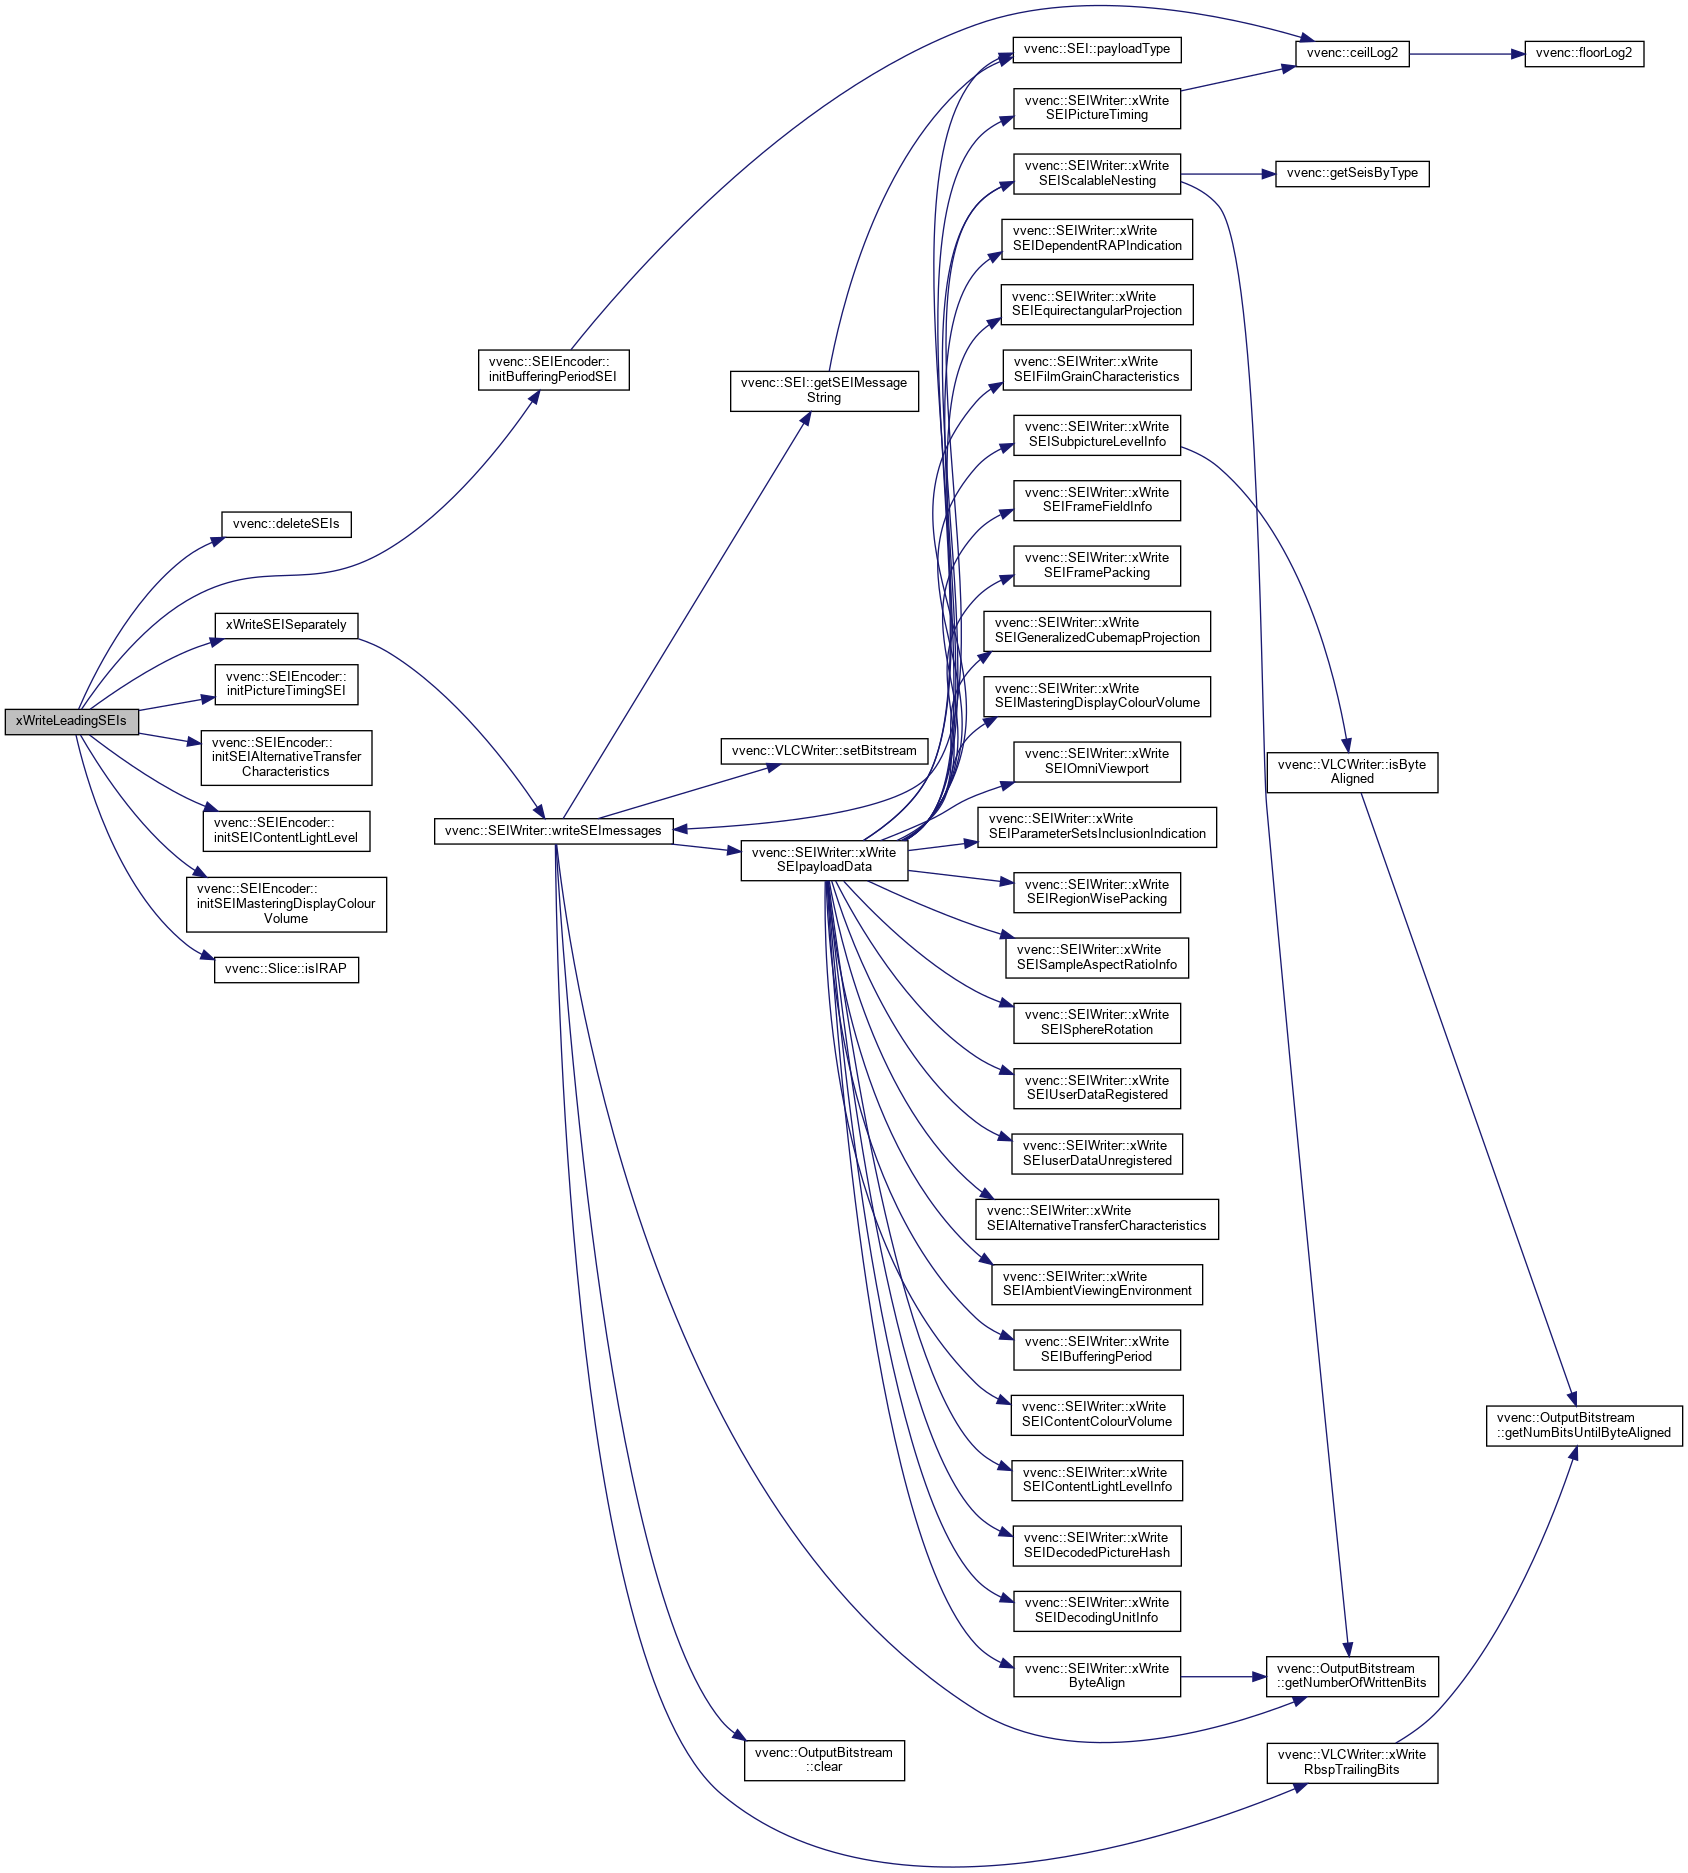 xWriteLeadingSEIs
vvenc::deleteSEIs
xWriteSEISeparately
vvenc::SEIEncoder::
initPictureTimingSEI
vvenc::SEIEncoder::
initSEIAlternativeTransfer
Characteristics
vvenc::SEIEncoder::
initSEIContentLightLevel
vvenc::SEIEncoder::
initSEIMasteringDisplayColour
Volume
vvenc::Slice::isIRAP
vvenc::SEIEncoder::
initBufferingPeriodSEI
vvenc::SEIWriter::writeSEImessages
vvenc::SEI::getSEIMessage
String
vvenc::VLCWriter::setBitstream
vvenc::SEIWriter::xWrite
SEIpayloadData
vvenc::OutputBitstream
::clear
vvenc::SEI::payloadType
vvenc::SEIWriter::xWrite
SEIPictureTiming
vvenc::SEIWriter::xWrite
SEIScalableNesting
vvenc::SEIWriter::xWrite
SEIDependentRAPIndication
vvenc::SEIWriter::xWrite
SEIEquirectangularProjection
vvenc::SEIWriter::xWrite
SEIFilmGrainCharacteristics
vvenc::SEIWriter::xWrite
SEISubpictureLevelInfo
vvenc::SEIWriter::xWrite
SEIFrameFieldInfo
vvenc::SEIWriter::xWrite
SEIFramePacking
vvenc::SEIWriter::xWrite
SEIGeneralizedCubemapProjection
vvenc::SEIWriter::xWrite
SEIMasteringDisplayColourVolume
vvenc::SEIWriter::xWrite
SEIOmniViewport
vvenc::SEIWriter::xWrite
SEIParameterSetsInclusionIndication
vvenc::SEIWriter::xWrite
SEIRegionWisePacking
vvenc::SEIWriter::xWrite
SEISampleAspectRatioInfo
vvenc::SEIWriter::xWrite
SEISphereRotation
vvenc::SEIWriter::xWrite
SEIUserDataRegistered
vvenc::SEIWriter::xWrite
SEIuserDataUnregistered
vvenc::SEIWriter::xWrite
SEIAlternativeTransferCharacteristics
vvenc::SEIWriter::xWrite
SEIAmbientViewingEnvironment
vvenc::SEIWriter::xWrite
SEIBufferingPeriod
vvenc::SEIWriter::xWrite
SEIContentColourVolume
vvenc::SEIWriter::xWrite
SEIContentLightLevelInfo
vvenc::SEIWriter::xWrite
SEIDecodedPictureHash
vvenc::SEIWriter::xWrite
SEIDecodingUnitInfo
vvenc::SEIWriter::xWrite
ByteAlign
vvenc::ceilLog2
vvenc::getSeisByType
vvenc::VLCWriter::isByte
Aligned
vvenc::OutputBitstream
::getNumberOfWrittenBits
vvenc::VLCWriter::xWrite
RbspTrailingBits
vvenc::floorLog2
vvenc::OutputBitstream
::getNumBitsUntilByteAligned